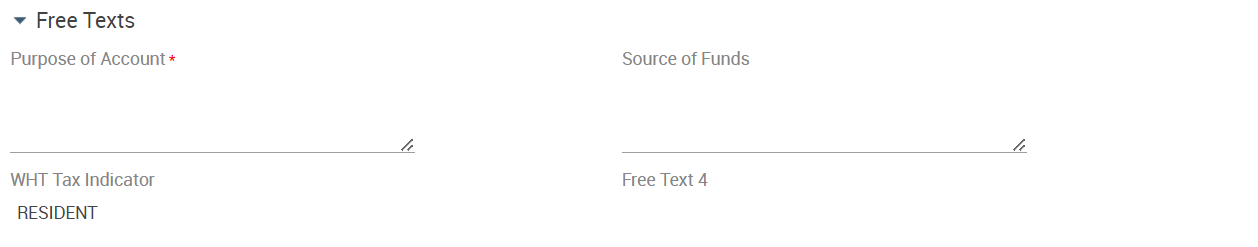 Free Texts
Purpose of Account *
Source of Funds
WHT Tax Indicator
Free Text 4
RESIDENT